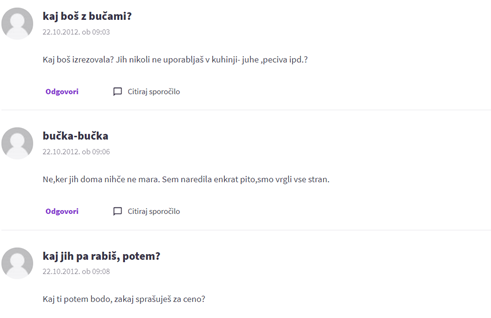 kaj boš z bučami?
22.10.2012. ob 09:03
Kaj boš izrezovala? Jih nikoli ne uporabljaš v kuhinji- juhe ,peciva ipd.?
Odgovori Citiraj sporočilo
bučka-bučka
22.10.2012. ob 09:06
Ne,ker jih doma nihče ne mara. Sem naredila enkrat pito,smo vrgli vse stran.
Odgovori Citiraj sporočilo
kaj jih pa rabiš, potem?
22.10.2012. ob 09:08
Kaj ti potem bodo, zakaj sprašuješ za ceno?